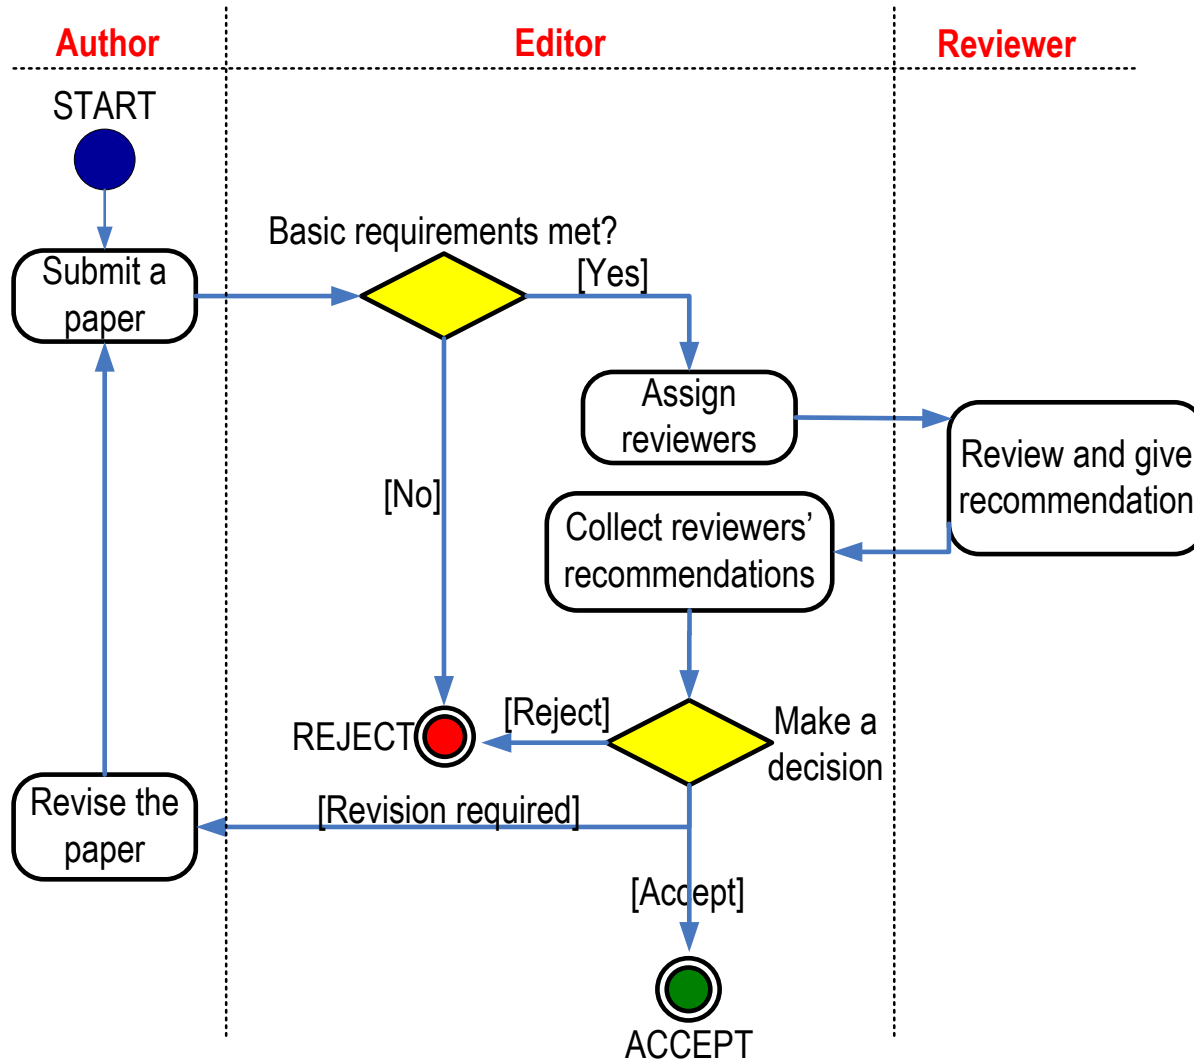 Author
Editor
Reviewer
START
Basic requirements met?
[Yes]
Submit a
paper
Assign
reviewers
Review and give
recommendation
[No]
Collect reviewers’
recommendations
[Reject]
REJECT
Make a
decision
Revise the
paper
[Revision required]
[Accept]
ACCEPT